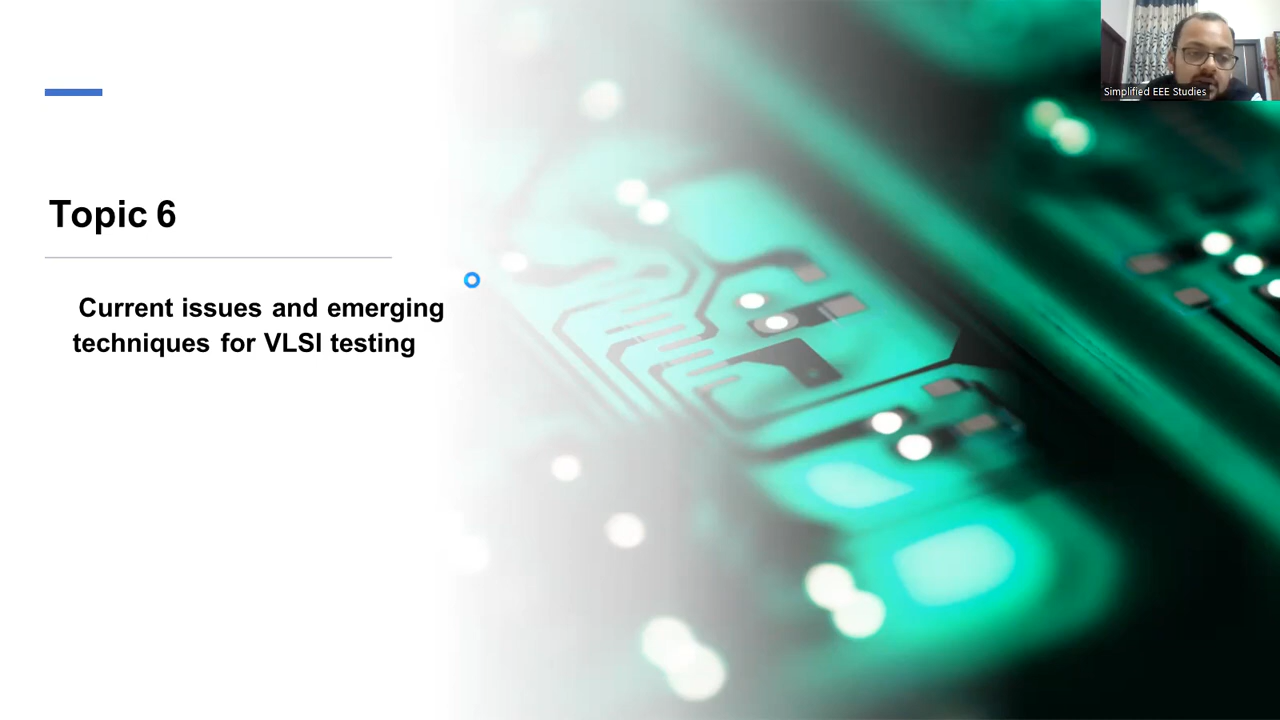 Simplified EEE Studies
Topic 6
Current issues and emerging
techniques for VLSI testing